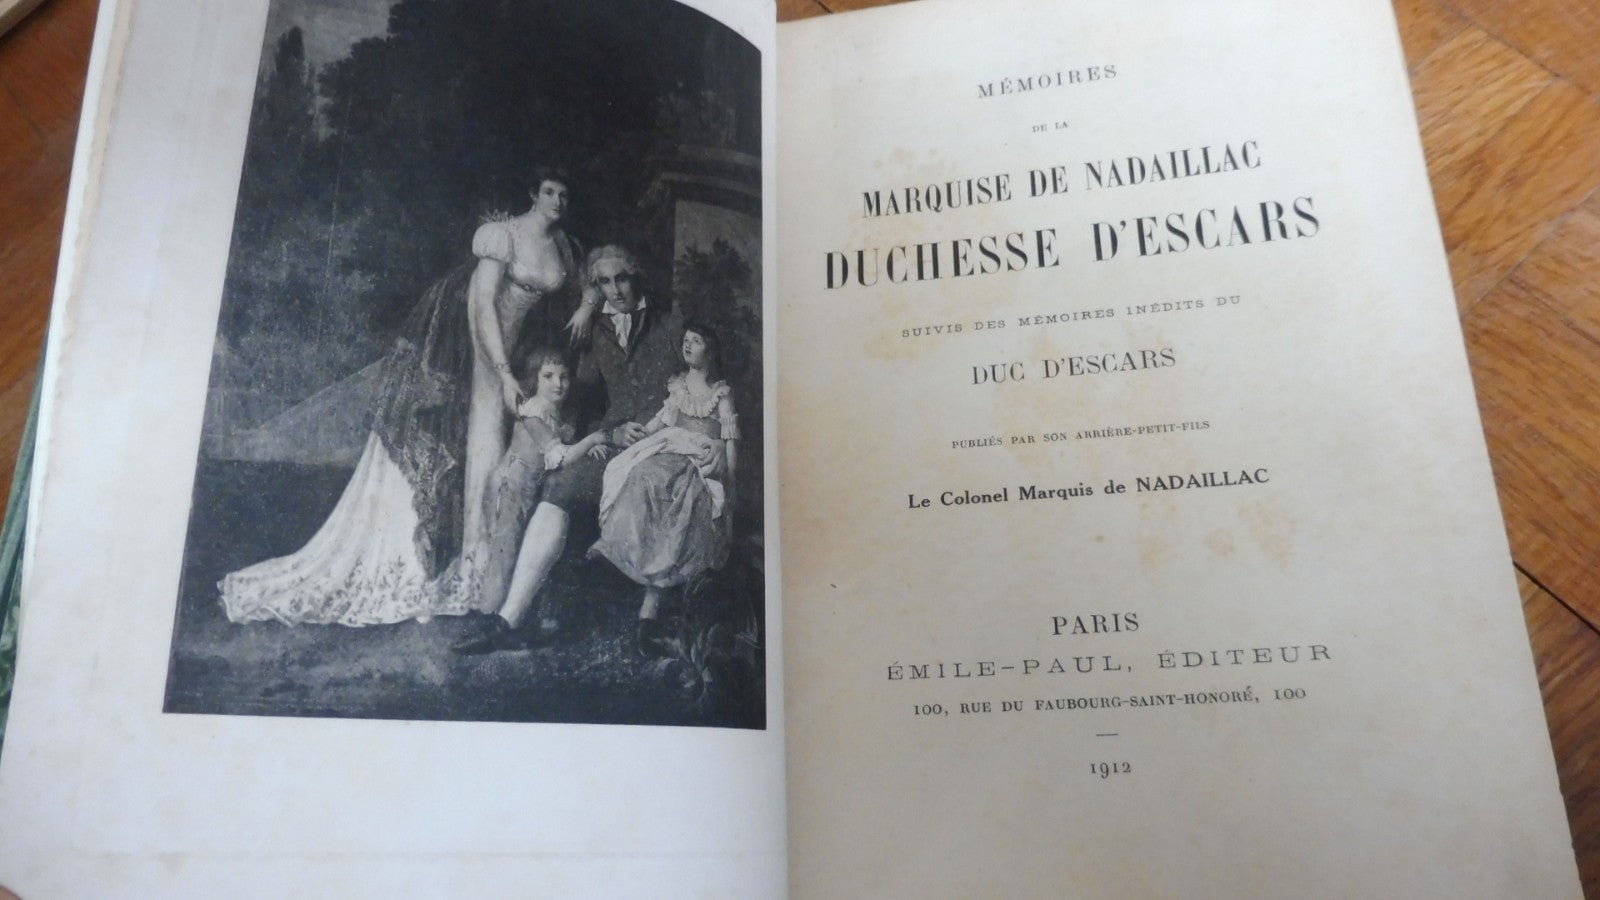 MÉMOIRES
DE LA
MARQUISE DE NADAILLAC
DUCHESSE D'ESCARS
SUIVIS DES MÉMOIRES INÉDITS DU
DUC D'ESCARS
PUBLIÉS PAR SON ARRIÈRE-PETIT-FILS
Le Colonel Marquis de NADAILLAC
PARIS
ÉMILE-PAUL, ÉDITEUR
100, RUE DU FAUBOURG-SAINT-HONORÉ, 100
—
1912